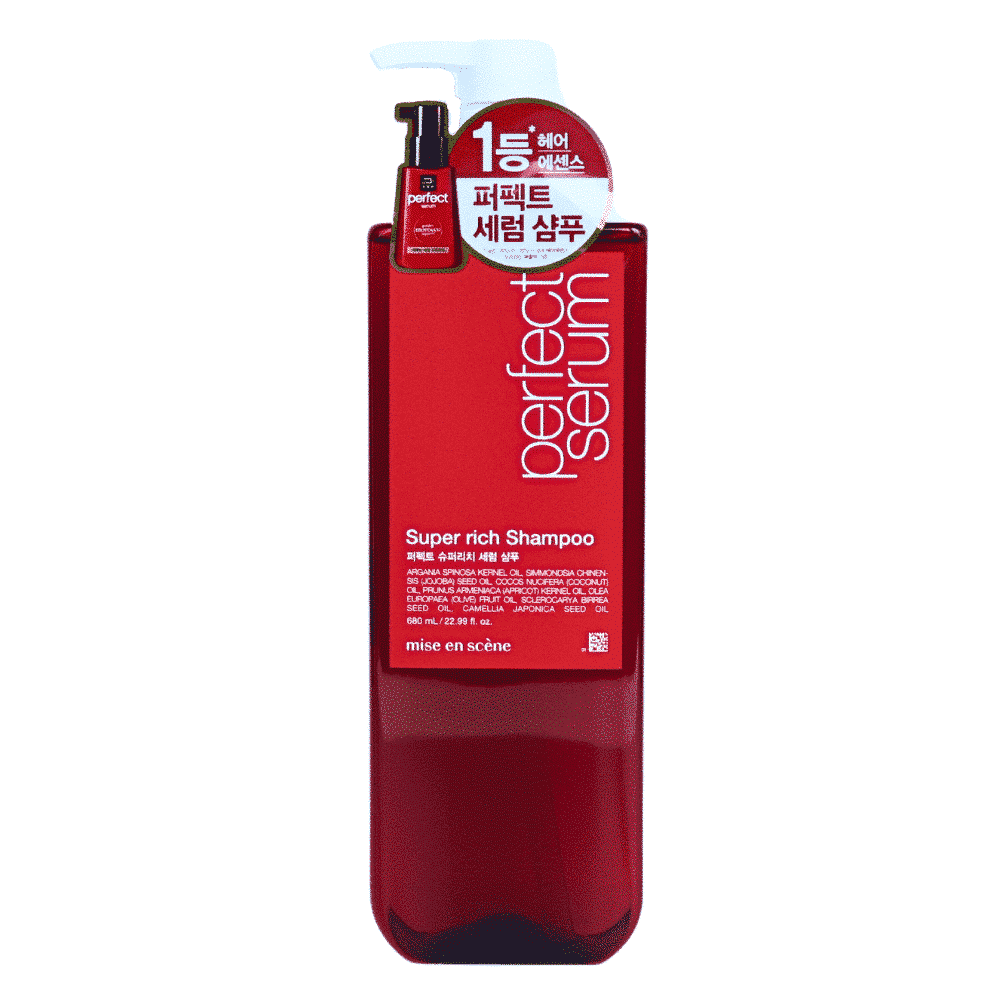 1등*
헤어
에센스
퍼펙트
세럼 샴푸
perfect
serum
perfect
serum
Super rich Shampoo
퍼펙트 슈퍼리치 세럼 샴푸
ARGANIA SPINOSA KERNEL OIL, SIMMONDSIA CHINEN-
SIS (JOJOBA) SEED OIL, COCOS NUCIFERA (COCONUT)
OIL, PRUNUS ARMENIACA (APRICOT) KERNEL OIL, OLEA
EUROPAEA (OLIVE) FRUIT OIL, SCLEROCARYA BIRREA
SEED OIL, CAMELLIA JAPONICA SEED OIL
680 mL / 22.99 fl. oz.
mise en scène